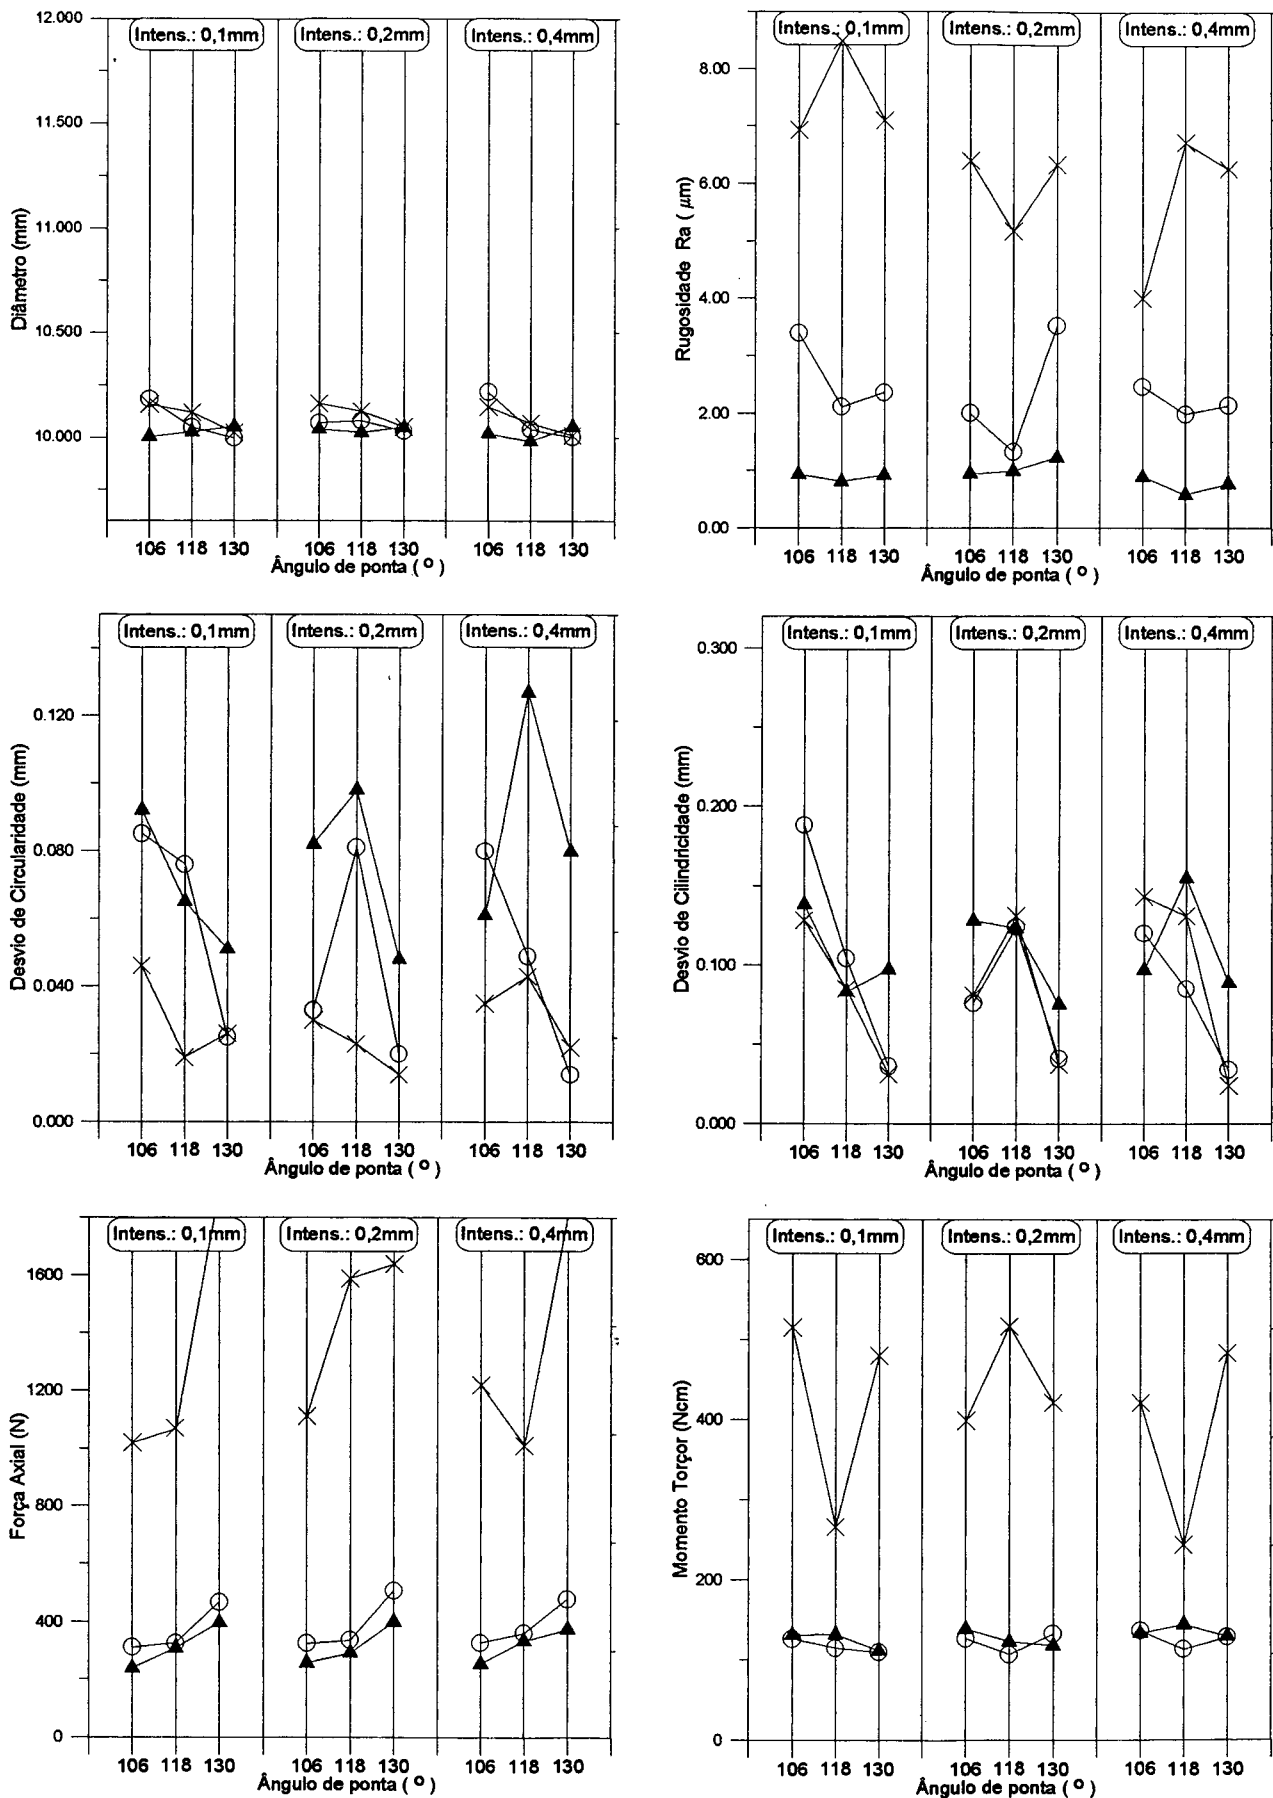 12.000
Intens.: 0,1mm
Intens.: 0,2mm
Intens.: 0,4mm
11.500
11.000
10.500
10.000
Diâmetro (mm)
106 118 130
106 118 130
106 118 130
Ângulo de ponta ( º )
Intens.: 0,1mm
Intens.: 0,2mm
Intens.: 0,4mm
8.00
6.00
4.00
2.00
0.00
Rugosidade Ra ( μm)
106 118 130
106 118 130
106 118 130
Ângulo de ponta ( º )
Intens.: 0,1mm
Intens.: 0,2mm
Intens.: 0,4mm
0.120
0.080
0.040
0.000
Desvio de Circularidade (mm)
106 118 130
106 118 130
106 118 130
Ângulo de ponta ( º )
Intens.: 0,1mm
Intens.: 0,2mm
Intens.: 0,4mm
0.300
0.200
0.100
0.000
Desvio de Cilindricidade (mm)
106 118 130
106 118 130
106 118 130
Ângulo de ponta ( º )
Intens.: 0,1mm
Intens.: 0,2mm
Intens.: 0,4mm
1600
1200
800
400
0
Força Axial (N)
106 118 130
106 118 130
106 118 130
Ângulo de ponta ( º )
Intens.: 0,1mm
Intens.: 0,2mm
Intens.: 0,4mm
600
400
200
0
Momento Torçor (Ncm)
106 118 130
106 118 130
106 118 130
Ângulo de ponta ( º )